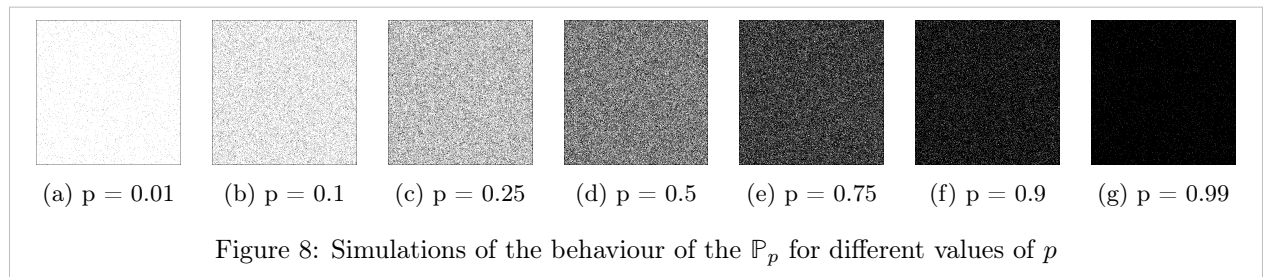 (a) p = 0.01 (b) p = 0.1 (c) p = 0.25 (d) p = 0.5 (e) p = 0.75 (f) p = 0.9 (g) p = 0.99
Figure 8: Simulations of the behaviour of the ℙ_p for different values of p